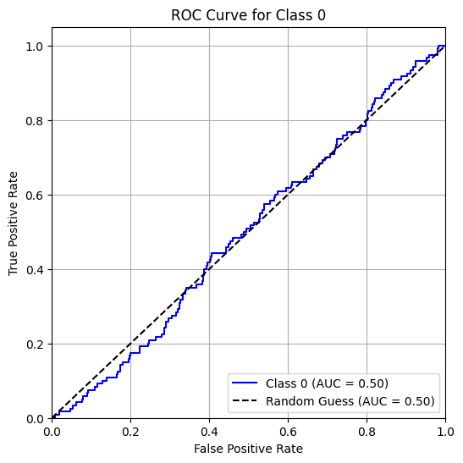 ROC Curve for Class 0
1.0
0.8
0.6
0.4
0.2
0.0
True Positive Rate
Class 0 (AUC = 0.50)
Random Guess (AUC = 0.50)
0.0 0.2 0.4 0.6 0.8 1.0
False Positive Rate